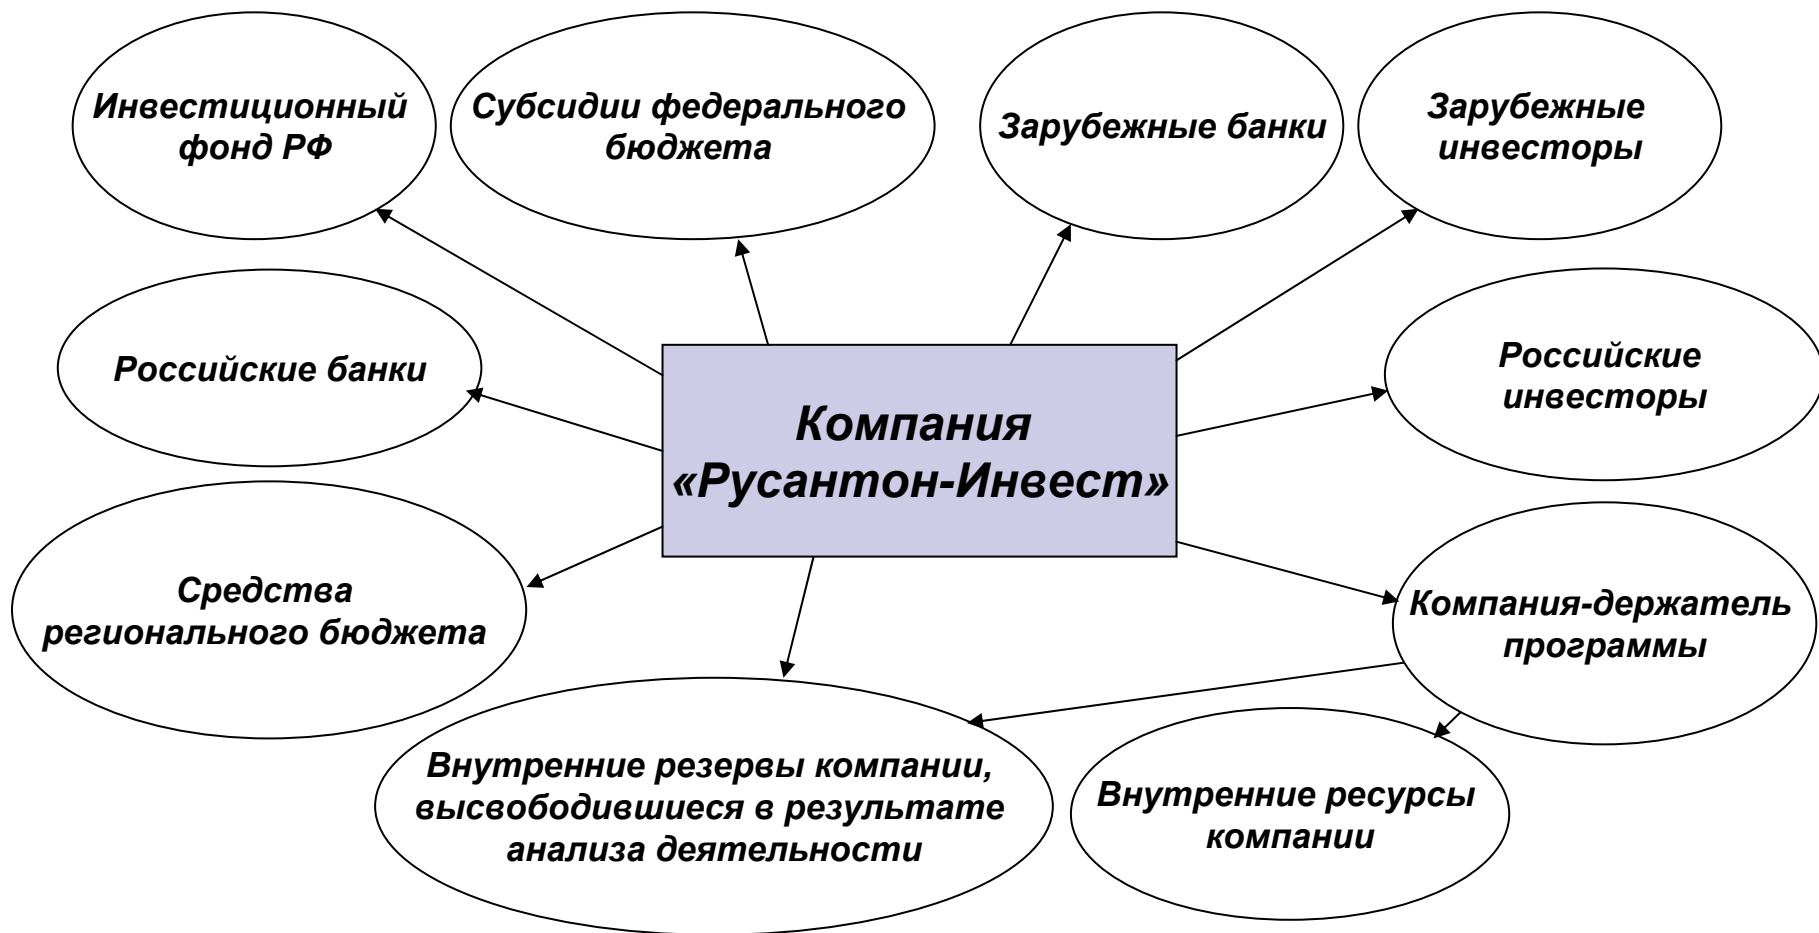 Инвестиционный
фонд РФ
Субсидии федерального
бюджета
Зарубежные банки
Зарубежные
инвесторы
Российские банки
Российские
инвесторы
Компания
«Русантон-Инвест»
Средства
регионального бюджета
Компания-держатель
программы
Внутренние резервы компании,
высвободившиеся в результате
анализа деятельности
Внутренние ресурсы
компании